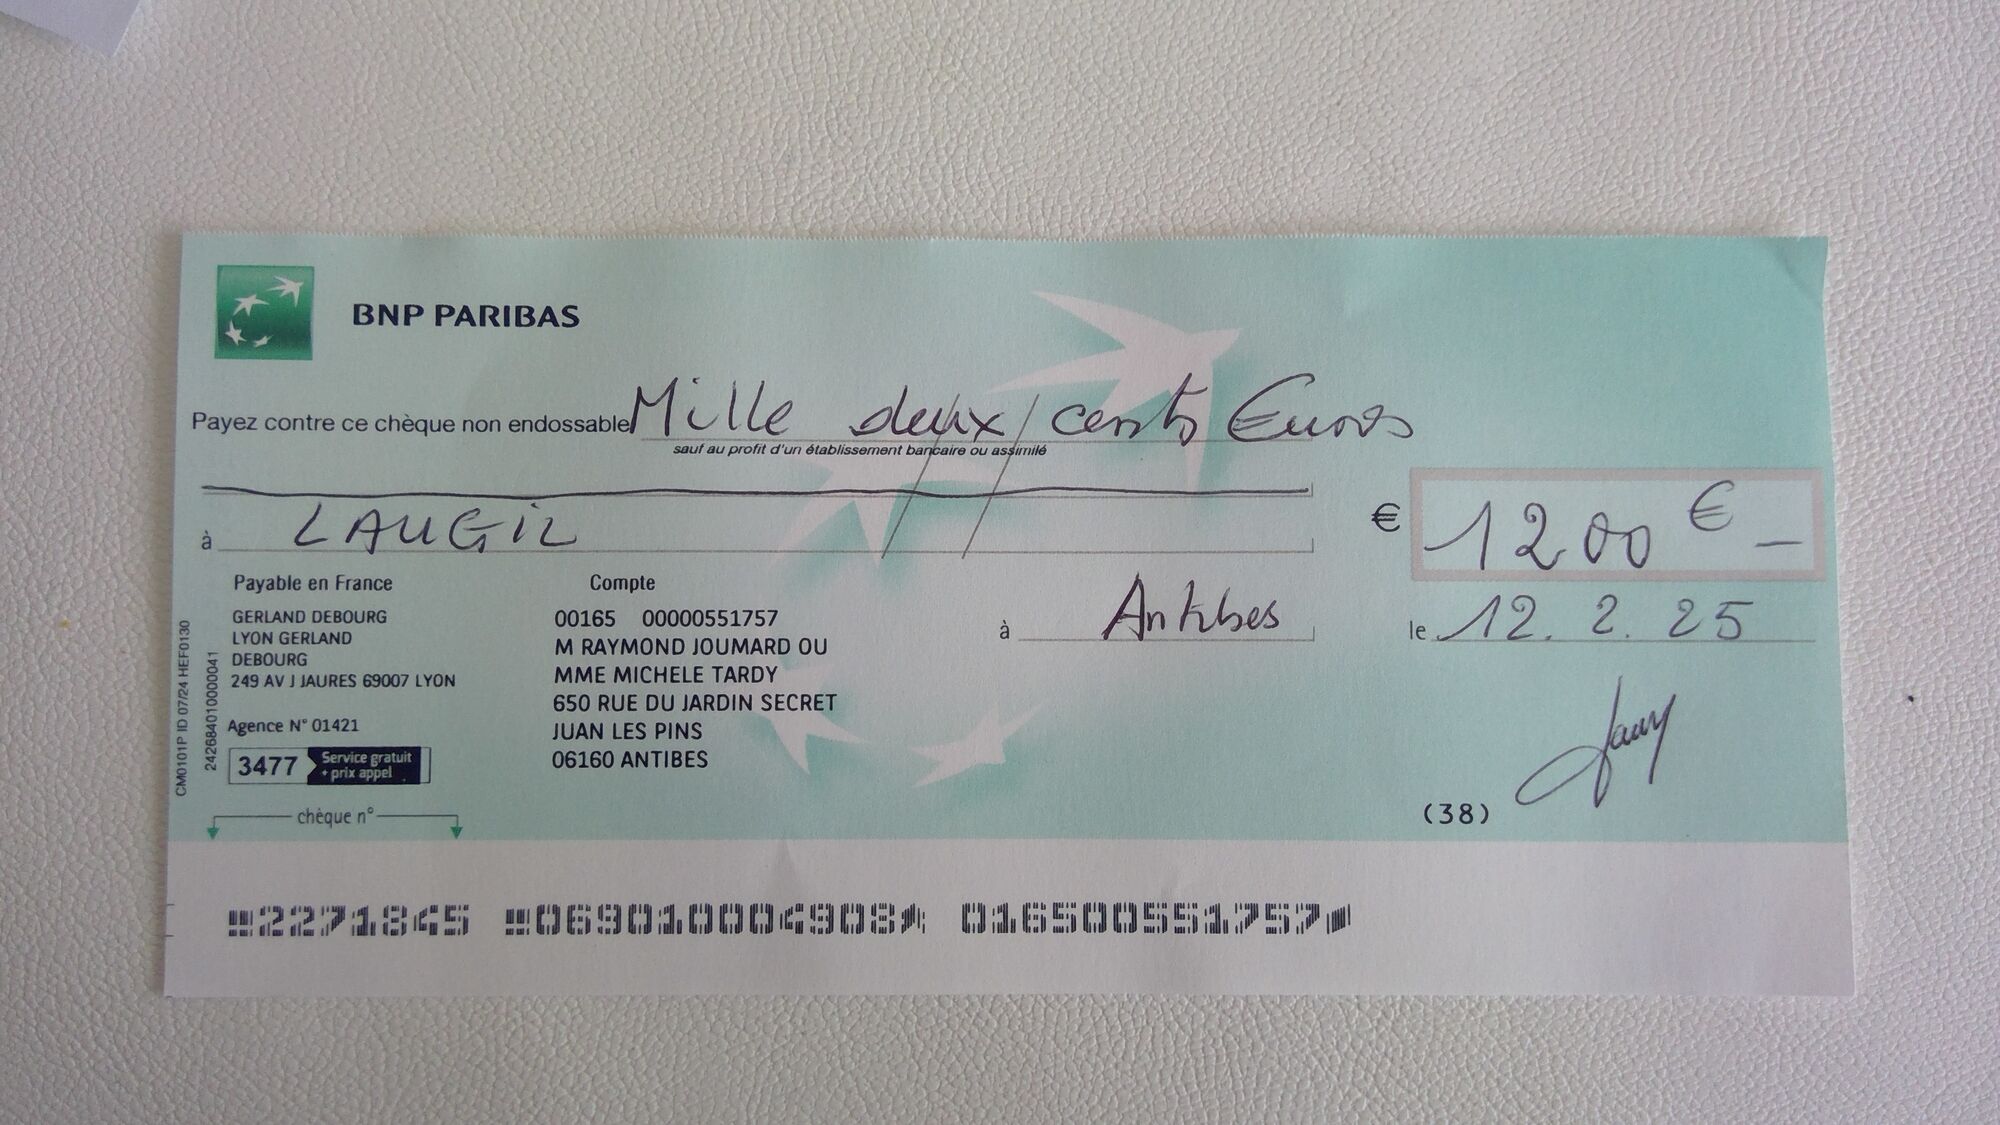 BNP PARIBAS
Payez contre ce chèque non endossable Mille deux cents Euros
sauf au profit d'un établissement bancaire ou assimilé
à LAUGIL
€ 1200 € —
Payable en France
GERLAND DEBOURG
LYON GERLAND
DEBOURG
249 AV J JAURES 69007 LYON
Agence N° 01421
3477 Service gratuit
+ prix appel
Compte
00165 00000551757
M RAYMOND JOUMARD OU
MME MICHELE TARDY
650 RUE DU JARDIN SECRET
JUAN LES PINS
06160 ANTIBES
à Antibes
le 12. 2. 25
(38)
chèque n°
CM0101P ID 07/24 HEF0130
242684010000041
2271845 069010004908 016500551757